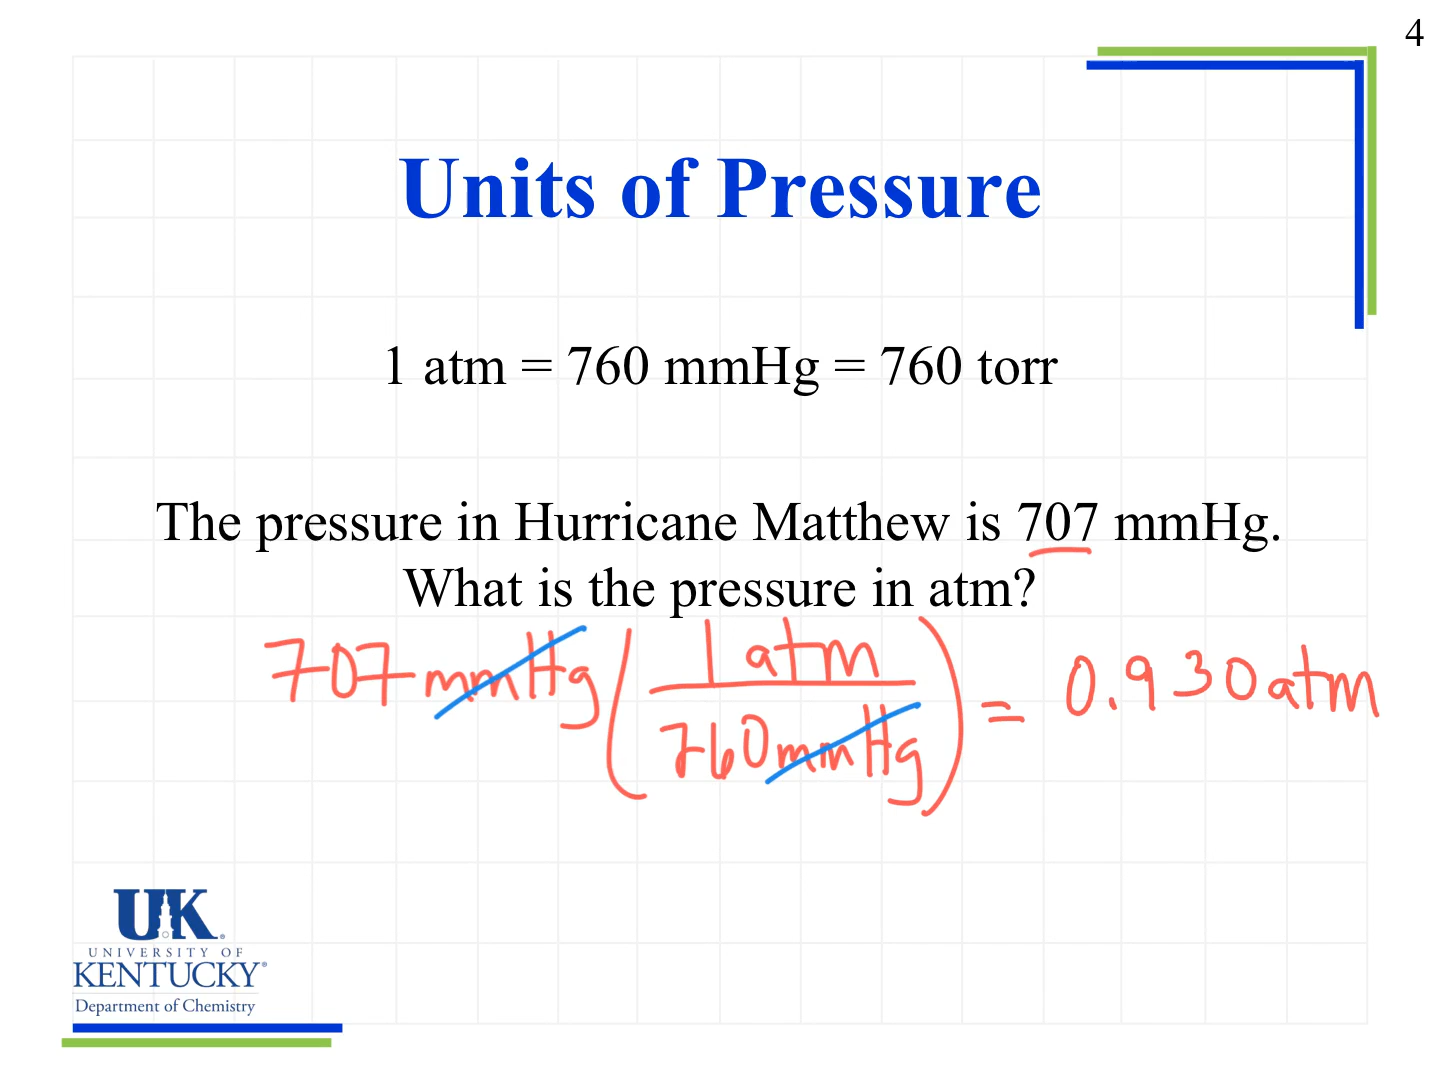 4
Units of Pressure
1 atm = 760 mmHg = 760 torr
The pressure in Hurricane Matthew is 707 mmHg.
What is the pressure in atm?
707 mmHg ( 1 atm / 760 mmHg ) = 0.930 atm
UK
UNIVERSITY OF
KENTUCKY®
Department of Chemistry